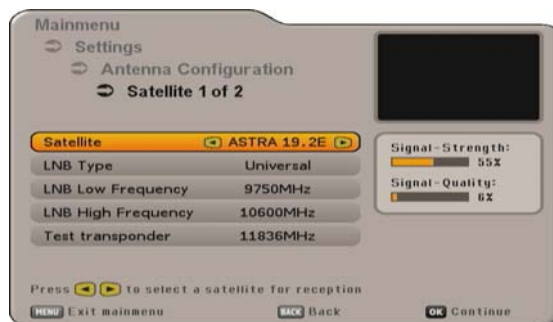 Mainmenu
Settings
Antenna Configuration
Satellite 1 of 2
Satellite ASTRA 19.2E
LNB Type Universal
LNB Low Frequency 9750MHz
LNB High Frequency 10600MHz
Test transponder 11836MHz
Signal-Strength:
55%
Signal-Quality:
6%
Press to select a satellite for reception
MENU Exit mainmenu BACK Back OK Continue